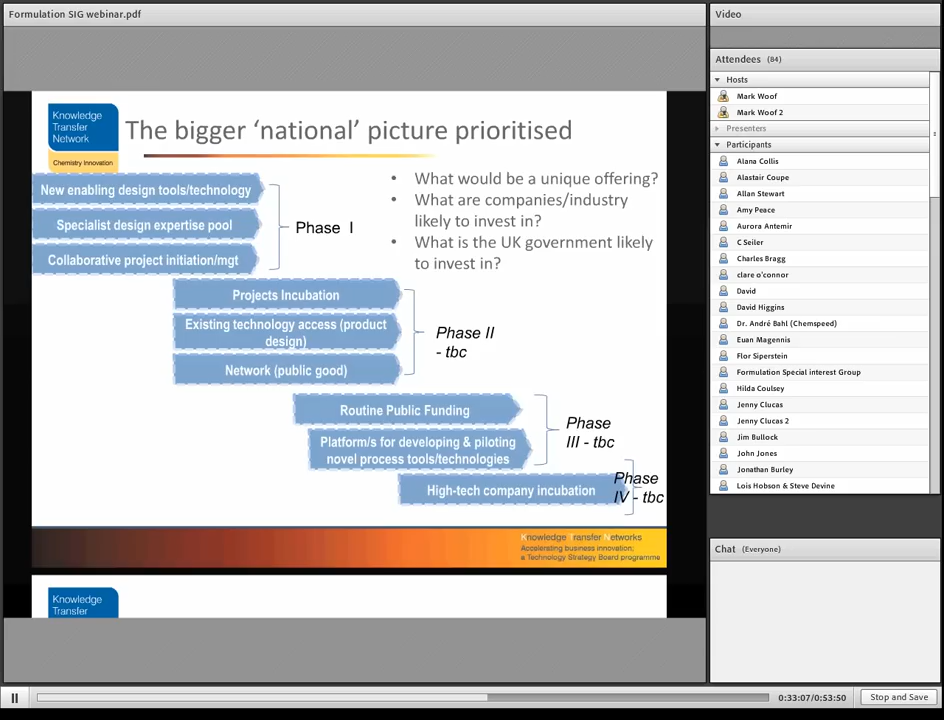 Formulation SIG webinar.pdf
Knowledge
Transfer
Network
Chemistry Innovation
The bigger ‘national’ picture prioritised
New enabling design tools/technology
Specialist design expertise pool
Collaborative project initiation/mgt
Phase I
• What would be a unique offering?
• What are companies/industry
likely to invest in?
• What is the UK government likely
to invest in?
Projects Incubation
Existing technology access (product
design)
Network (public good)
Phase II
- tbc
Routine Public Funding
Platform/s for developing & piloting
novel process tools/technologies
Phase
III - tbc
High-tech company incubation
Phase
IV - tbc
Knowledge Transfer Networks
Accelerating business innovation;
a Technology Strategy Board programme
Knowledge
Transfer
Video
Attendees (84)
Hosts
Mark Woof
Mark Woof 2
Presenters
Participants
Alana Collis
Alastair Coupe
Allan Stewart
Amy Peace
Aurora Antemir
C Seiler
Charles Bragg
clare o'connor
David
David Higgins
Dr. André Bahl (Chemspeed)
Euan Magennis
Flor Siperstein
Formulation Special interest Group
Hilda Coulsey
Jenny Clucas
Jenny Clucas 2
Jim Bullock
John Jones
Jonathan Burley
Lois Hobson & Steve Devine
Chat (Everyone)
0:33:07/0:53:50
Stop and Save